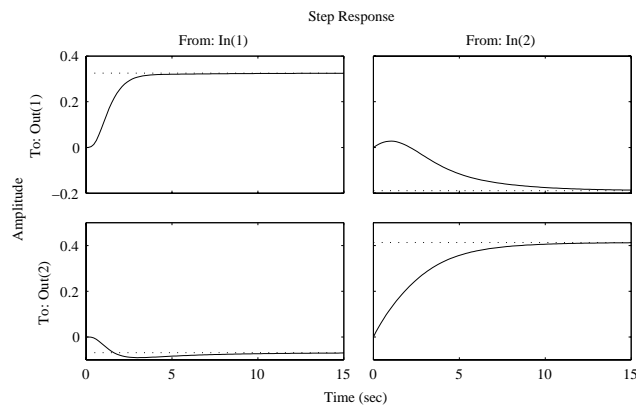 Step Response
From: In(1)
From: In(2)
To: Out(1)
0.4
0.2
0
−0.2
Amplitude
To: Out(2)
0.4
0.2
0
0
5
10
15
0
5
10
15
Time (sec)